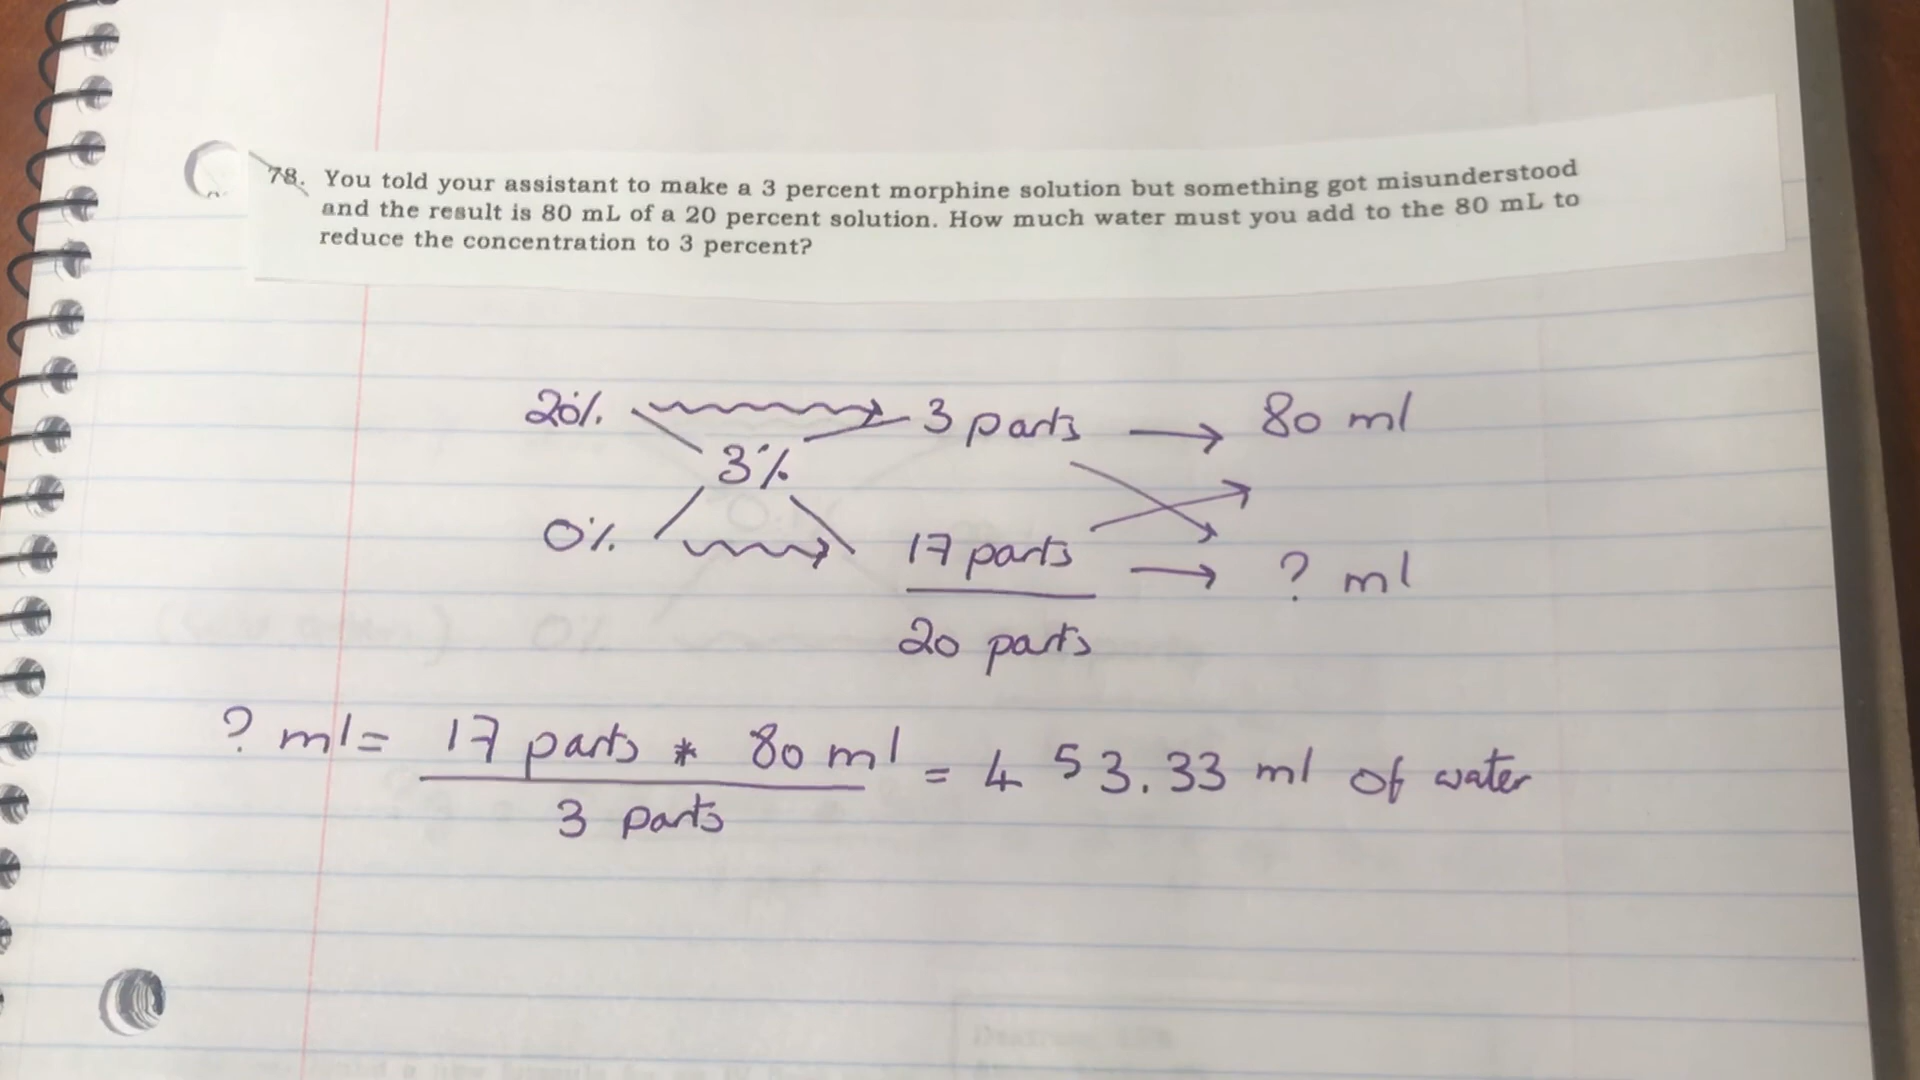 78. You told your assistant to make a 3 percent morphine solution but something got misunderstood
and the result is 80 mL of a 20 percent solution. How much water must you add to the 80 mL to
reduce the concentration to 3 percent?
20% 3 parts 80 ml
3%
0% 17 parts ? ml
20 parts
? ml = 17 parts * 80 ml = 453.33 ml of water
3 parts